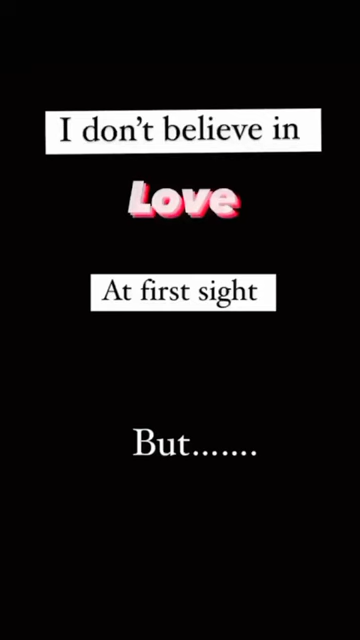 I don't believe in
Love
At first sight
But.......